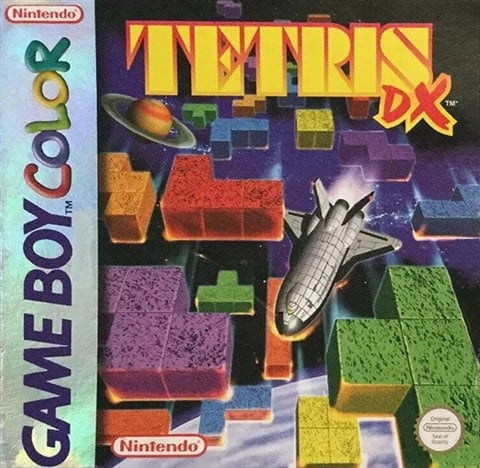 Nintendo
GAME BOY COLOR
TM
TETRIS
DX
TM
Nintendo
Original
Nintendo
Seal of
Quality